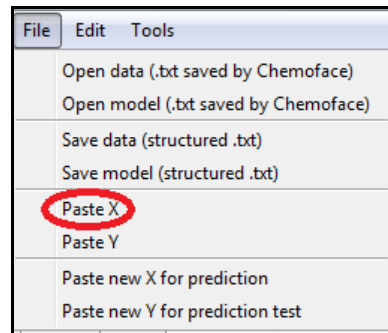 File Edit Tools
Open data (.txt saved by Chemoface)
Open model (.txt saved by Chemoface)
Save data (structured .txt)
Save model (structured .txt)
Paste X
Paste Y
Paste new X for prediction
Paste new Y for prediction test